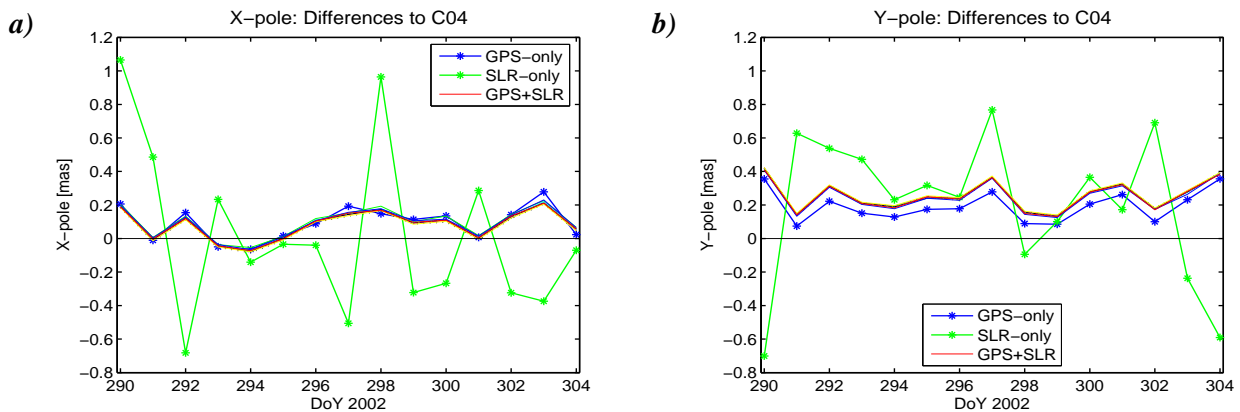 a)
X−pole: Differences to C04
X−pole [mas]
1.2
1
0.8
0.6
0.4
0.2
0
−0.2
−0.4
−0.6
−0.8
GPS−only
SLR−only
GPS+SLR
290 292 294 296 298 300 302 304
DoY 2002
b)
Y−pole: Differences to C04
Y−pole [mas]
1.2
1
0.8
0.6
0.4
0.2
0
−0.2
−0.4
−0.6
−0.8
GPS−only
SLR−only
GPS+SLR
290 292 294 296 298 300 302 304
DoY 2002